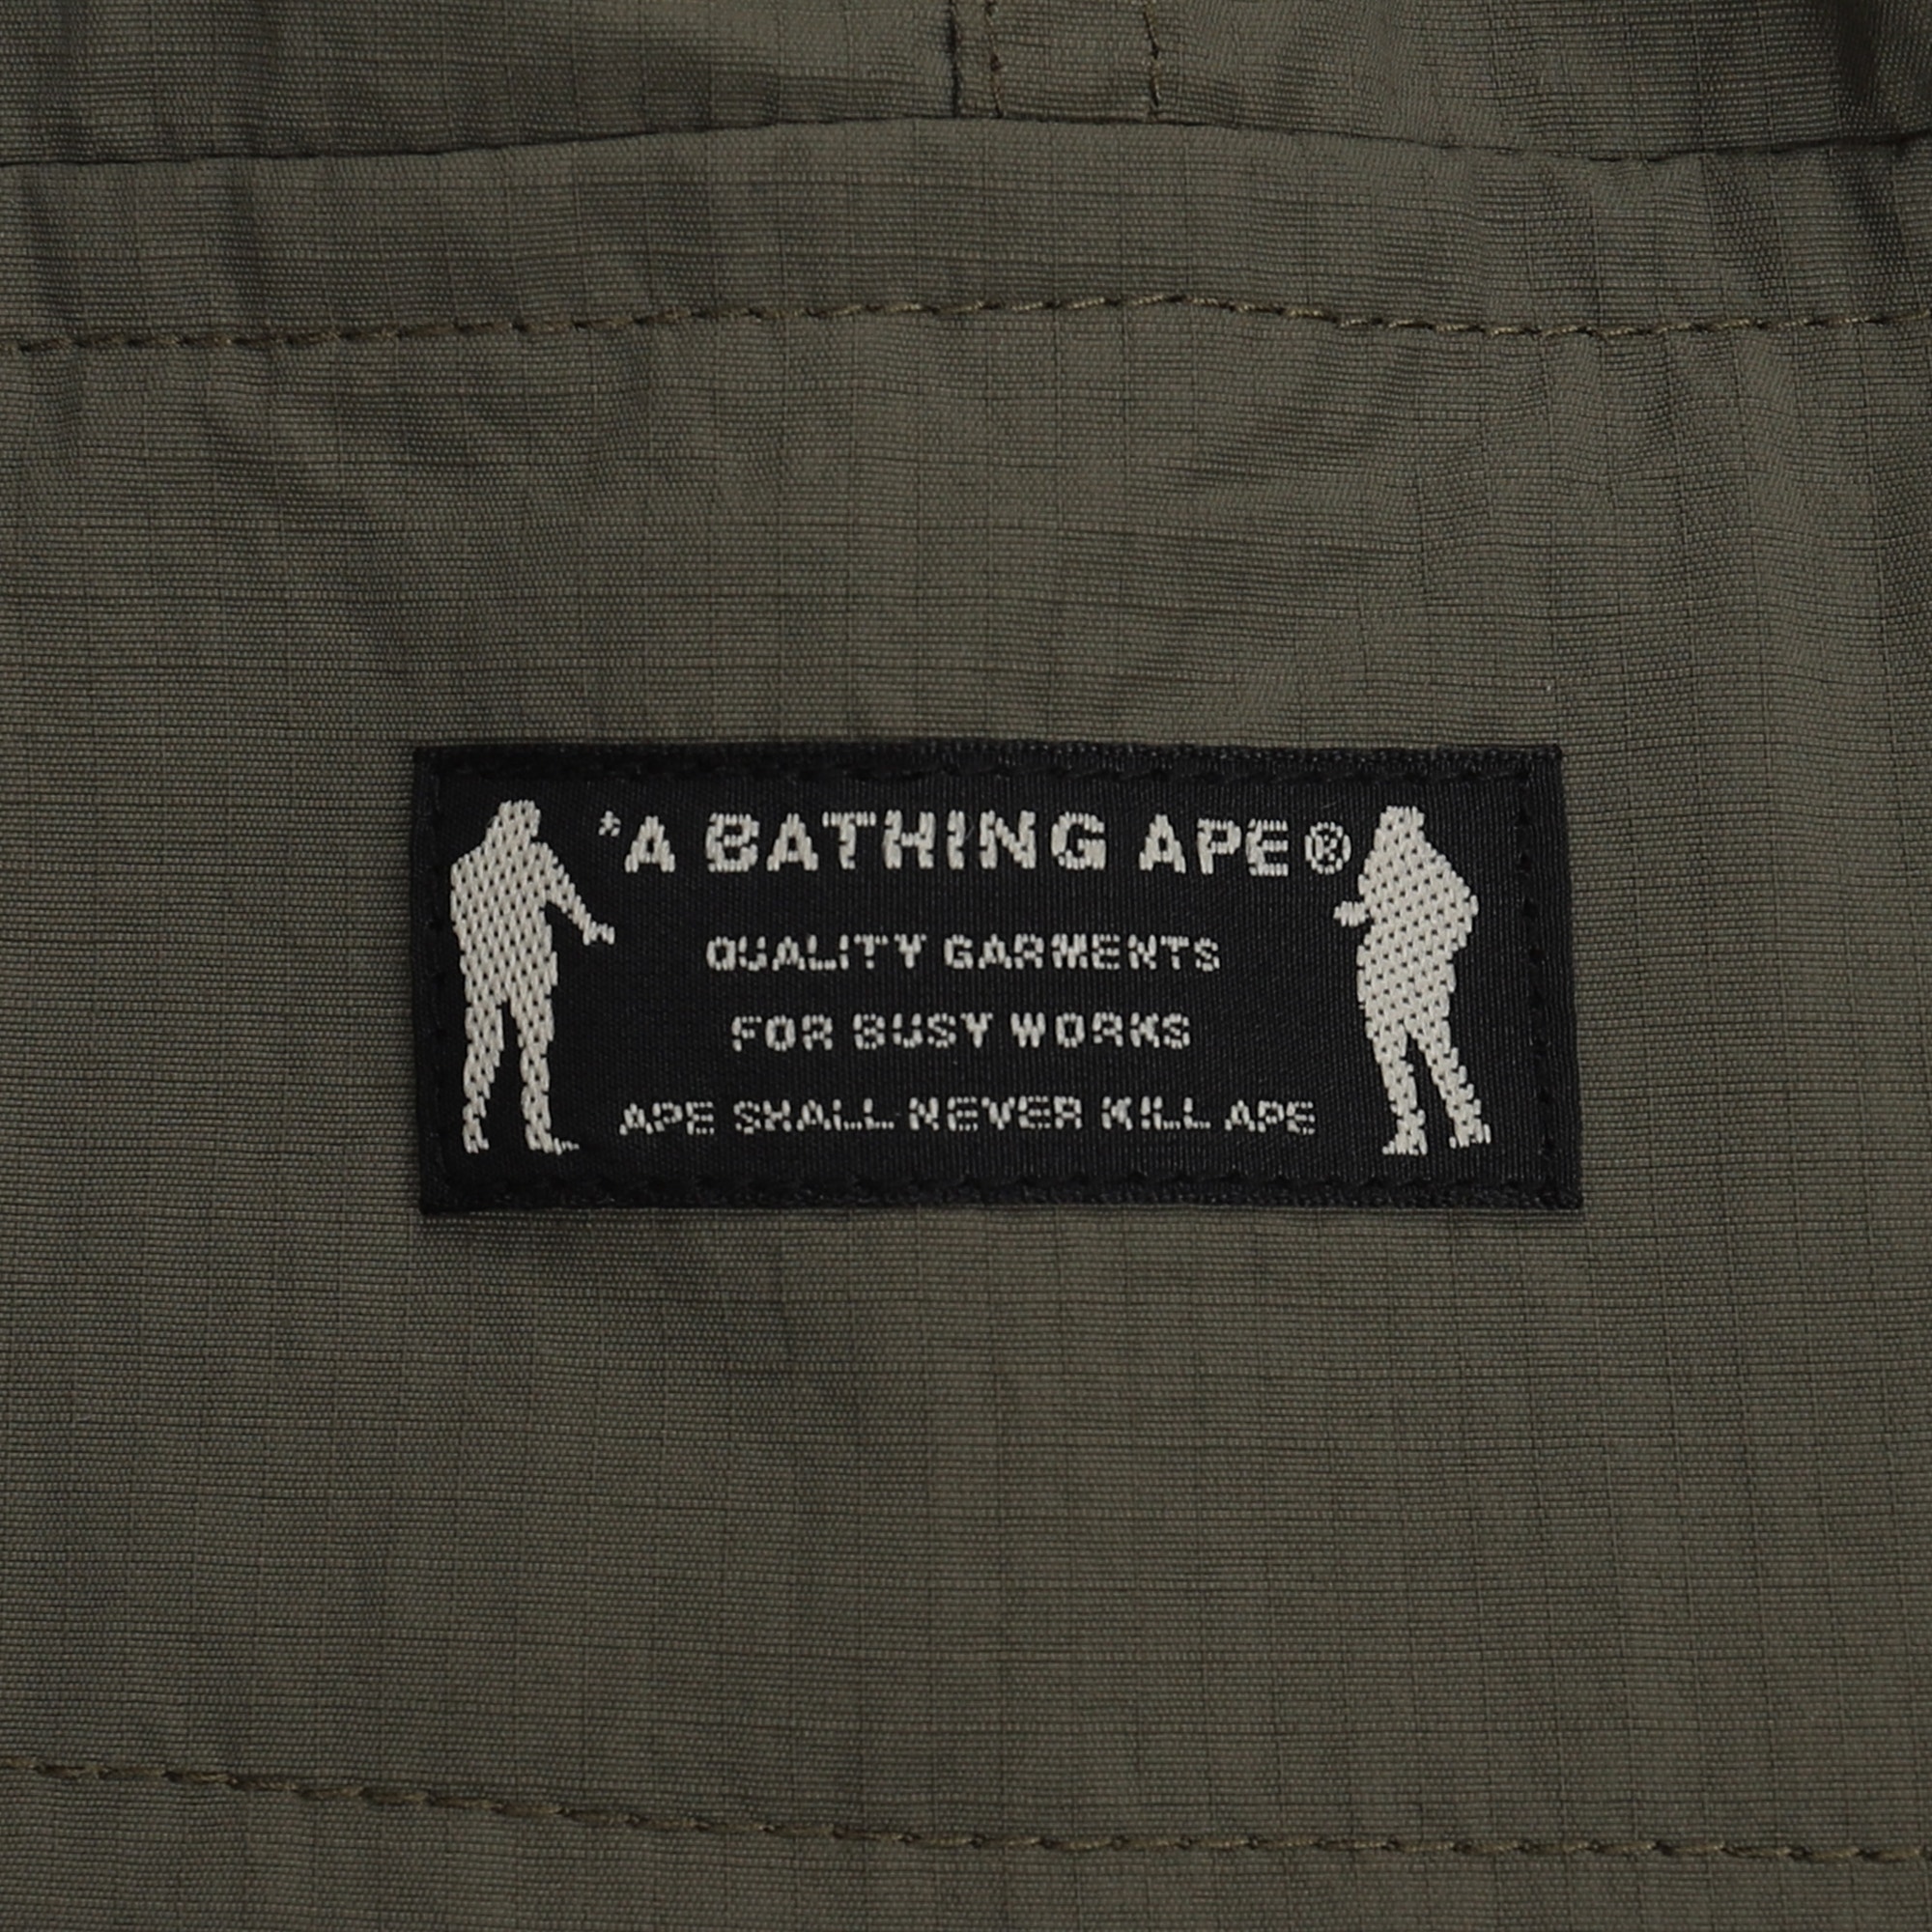 *A BATHING APE®
QUALITY GARMENTS
FOR BUSY WORKS
APE SHALL NEVER KILL APE